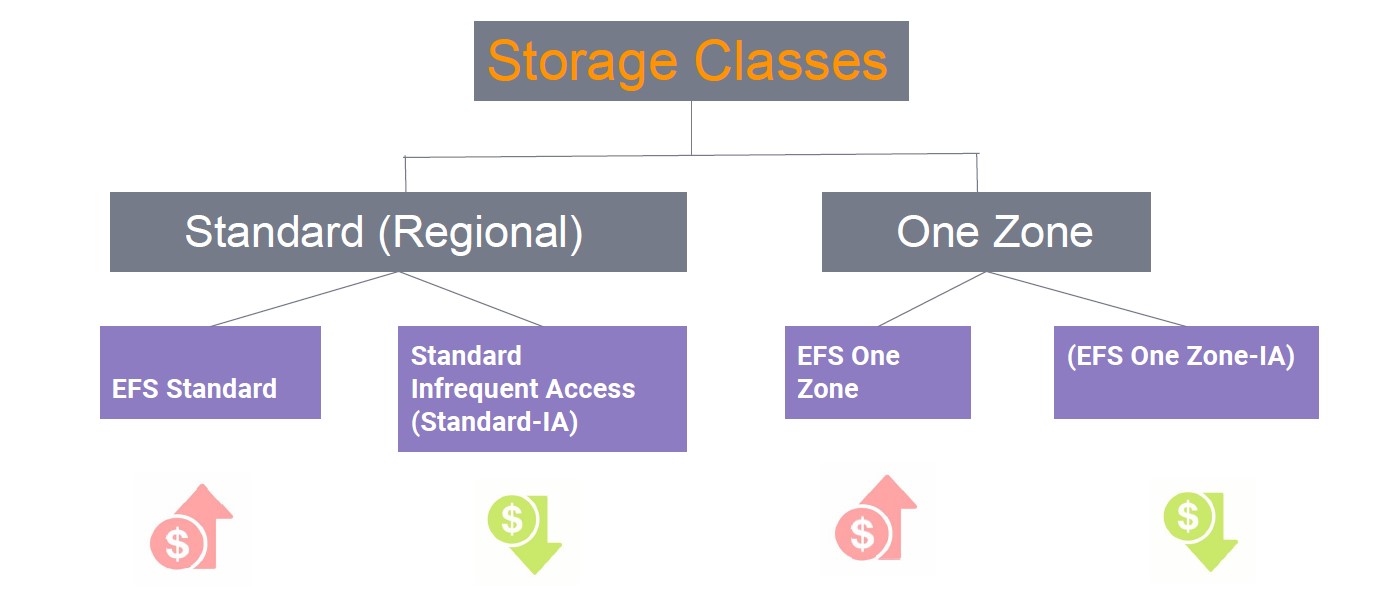 Storage Classes
Standard (Regional)
One Zone
EFS Standard
Standard
Infrequent Access
(Standard-IA)
EFS One
Zone
(EFS One Zone-IA)
$
$
$
$